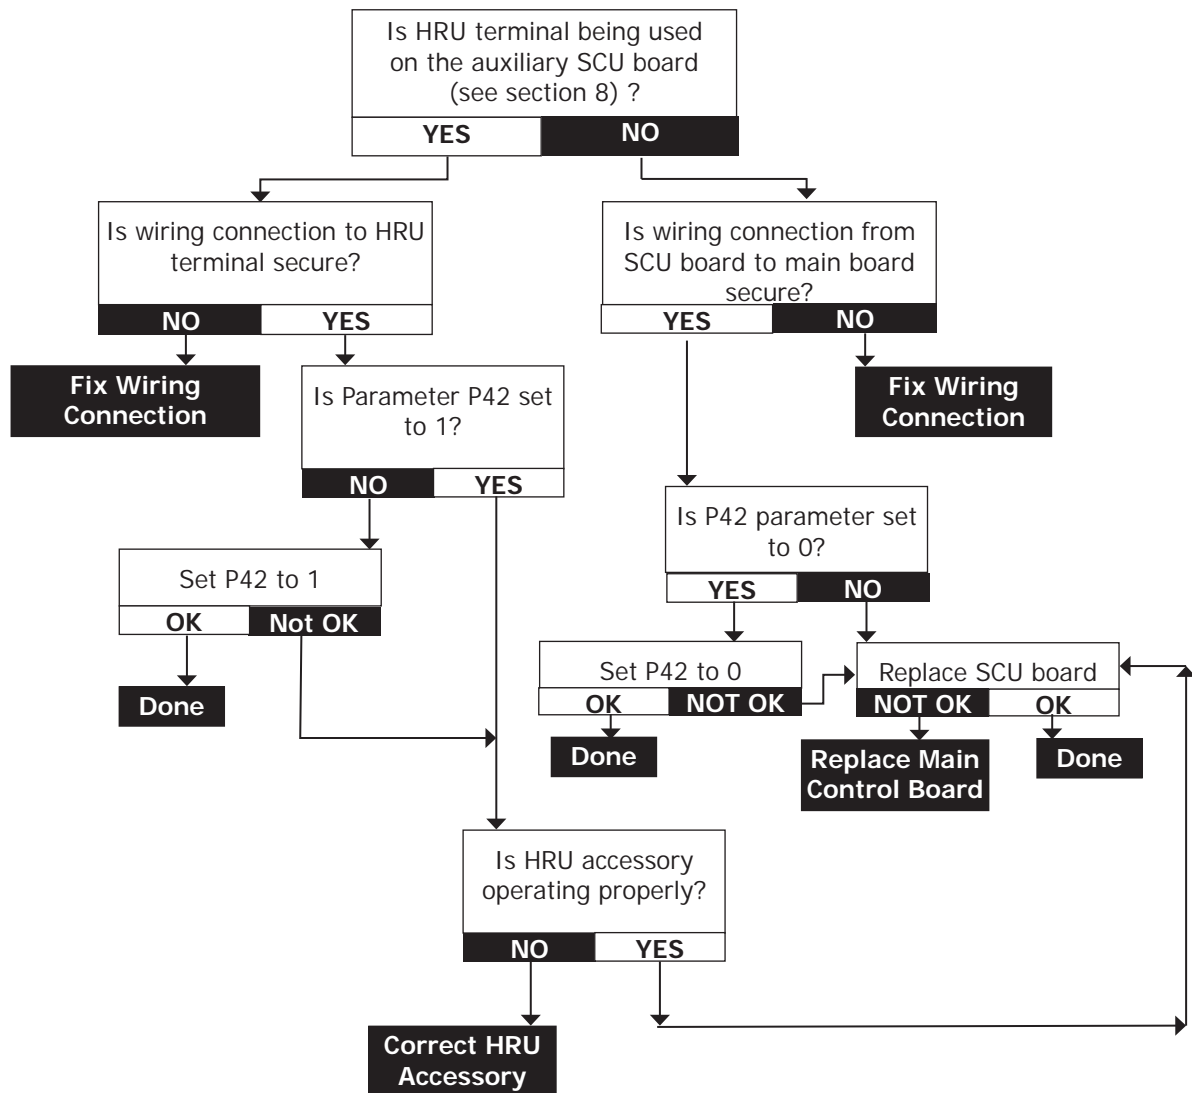 Is HRU terminal being used
on the auxiliary SCU board
(see section 8) ?
YES
NO
Is wiring connection to HRU
terminal secure?
NO
YES
Is wiring connection from
SCU board to main board
secure?
YES
NO
Fix Wiring
Connection
Is Parameter P42 set
to 1?
NO
YES
Fix Wiring
Connection
Is P42 parameter set
to 0?
YES
NO
Set P42 to 1
OK
Not OK
Done
Set P42 to 0
OK
NOT OK
Done
Replace SCU board
NOT OK
OK
Replace Main
Control Board
Done
Is HRU accessory
operating properly?
NO
YES
Correct HRU
Accessory